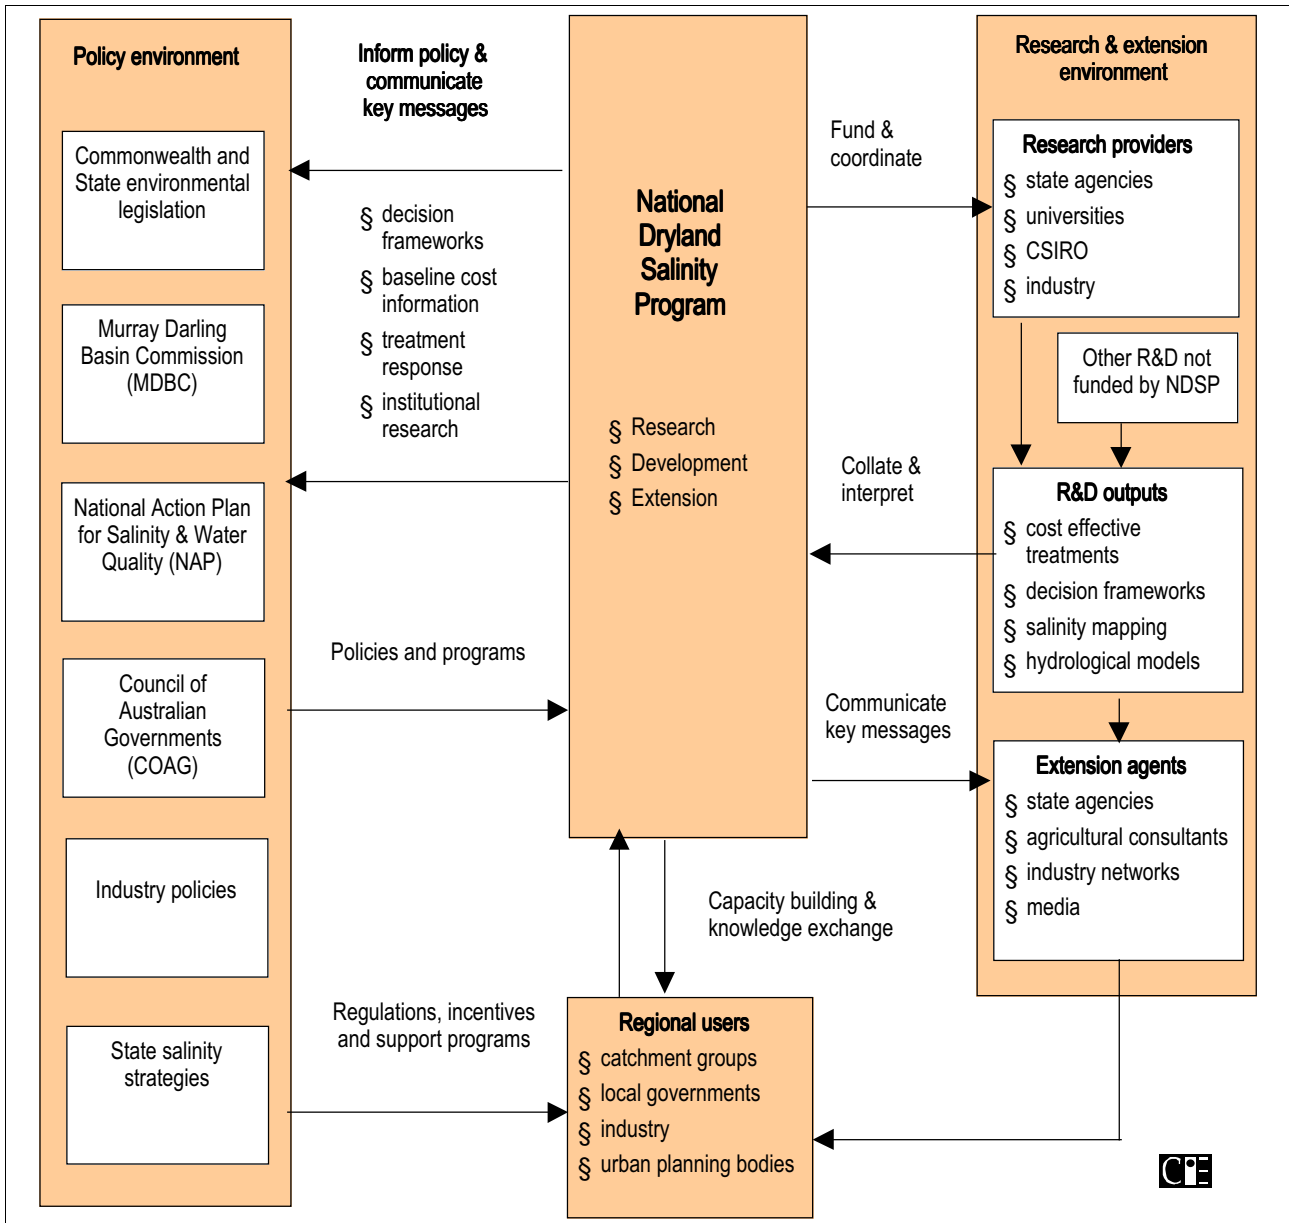 Policy environment
Commonwealth and
State environmental
legislation
Murray Darling
Basin Commission
(MDBC)
National Action Plan
for Salinity & Water
Quality (NAP)
Council of
Australian
Governments
(COAG)
Industry policies
State salinity
strategies
Inform policy &
communicate
key messages
§ decision
frameworks
§ baseline cost
information
§ treatment
response
§ institutional
research
Policies and programs
Regulations, incentives
and support programs
National
Dryland
Salinity
Program
§ Research
§ Development
§ Extension
Capacity building &
knowledge exchange
Regional users
§ catchment groups
§ local governments
§ industry
§ urban planning bodies
Fund &
coordinate
Collate &
interpret
Communicate
key messages
Research & extension
environment
Research providers
§ state agencies
§ universities
§ CSIRO
§ industry
Other R&D not
funded by NDSP
R&D outputs
§ cost effective
treatments
§ decision frameworks
§ salinity mapping
§ hydrological models
Extension agents
§ state agencies
§ agricultural consultants
§ industry networks
§ media
CIE